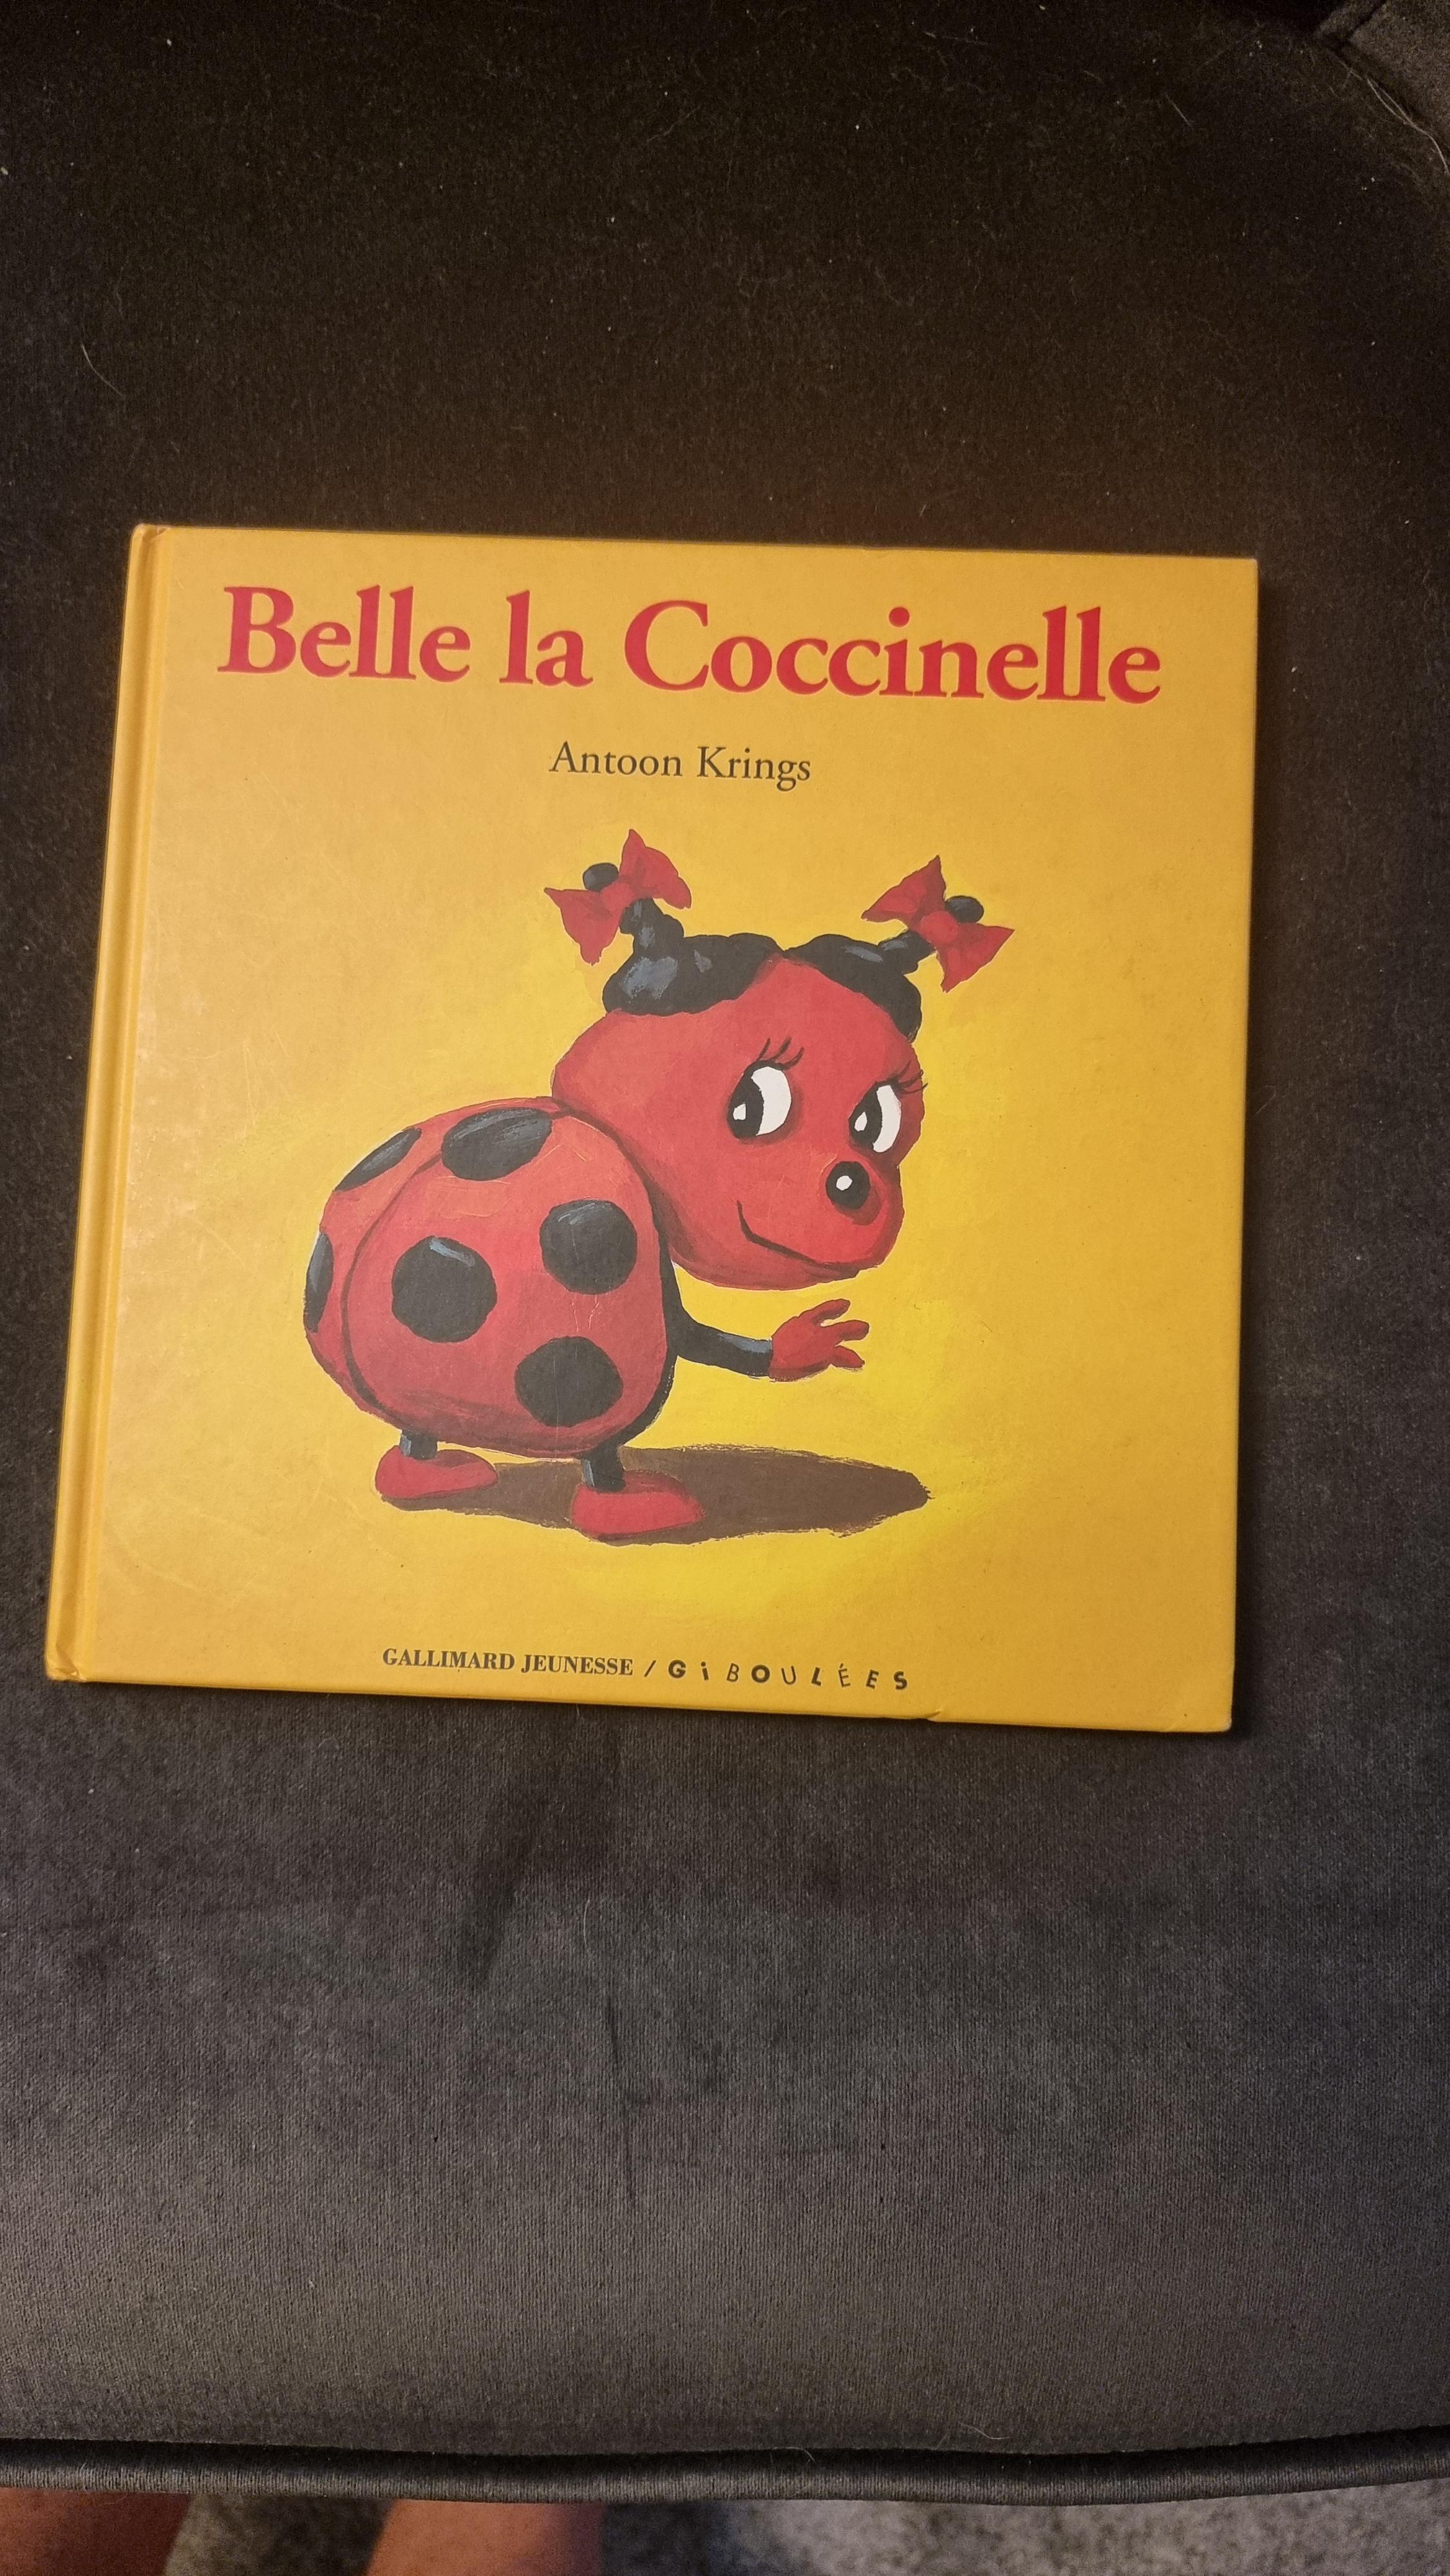 Belle la Coccinelle
Antoon Krings
GALLIMARD JEUNESSE / GiBOULÉES